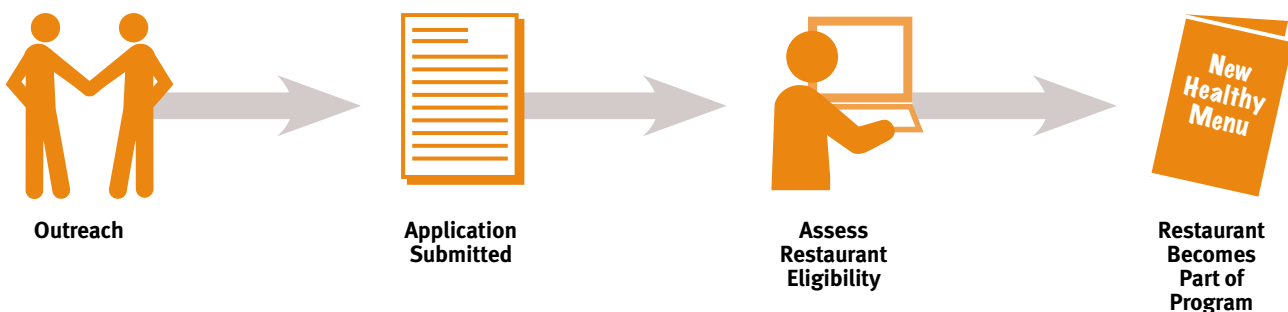 New
Healthy
Menu
Outreach
Application
Submitted
Assess
Restaurant
Eligibility
Restaurant
Becomes
Part of
Program